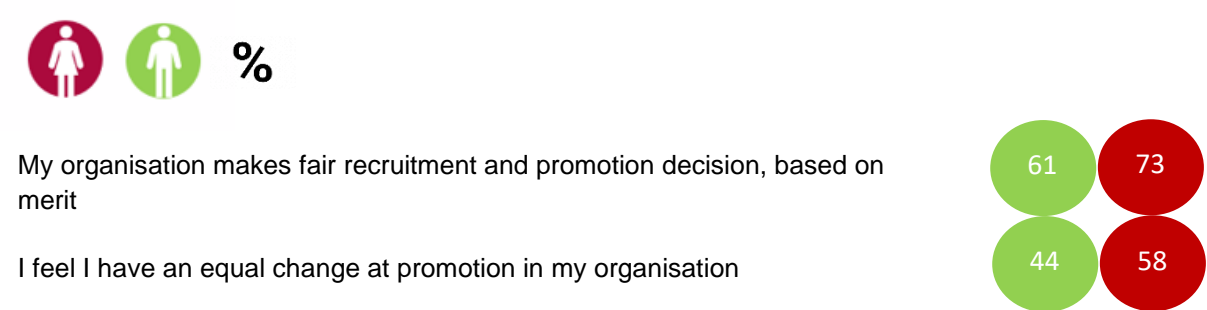 %
My organisation makes fair recruitment and promotion decision, based on
merit
61 73
I feel I have an equal change at promotion in my organisation
44 58